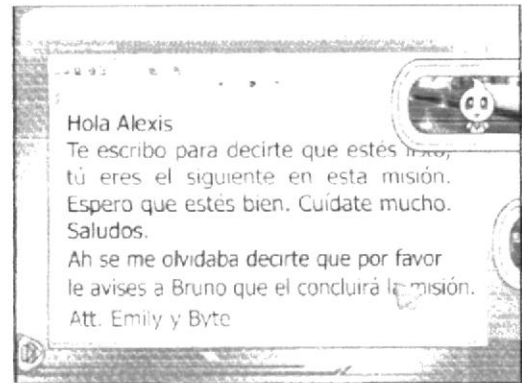 Hola Alexis
Te escribo para decirte que estés
tú eres el siguiente en esta misión.
Espero que estés bien. Cuídate mucho.
Saludos.
Ah se me olvidaba decirte que por favor
le avises a Bruno que el concluirá la misión.
Att. Emily y Byte